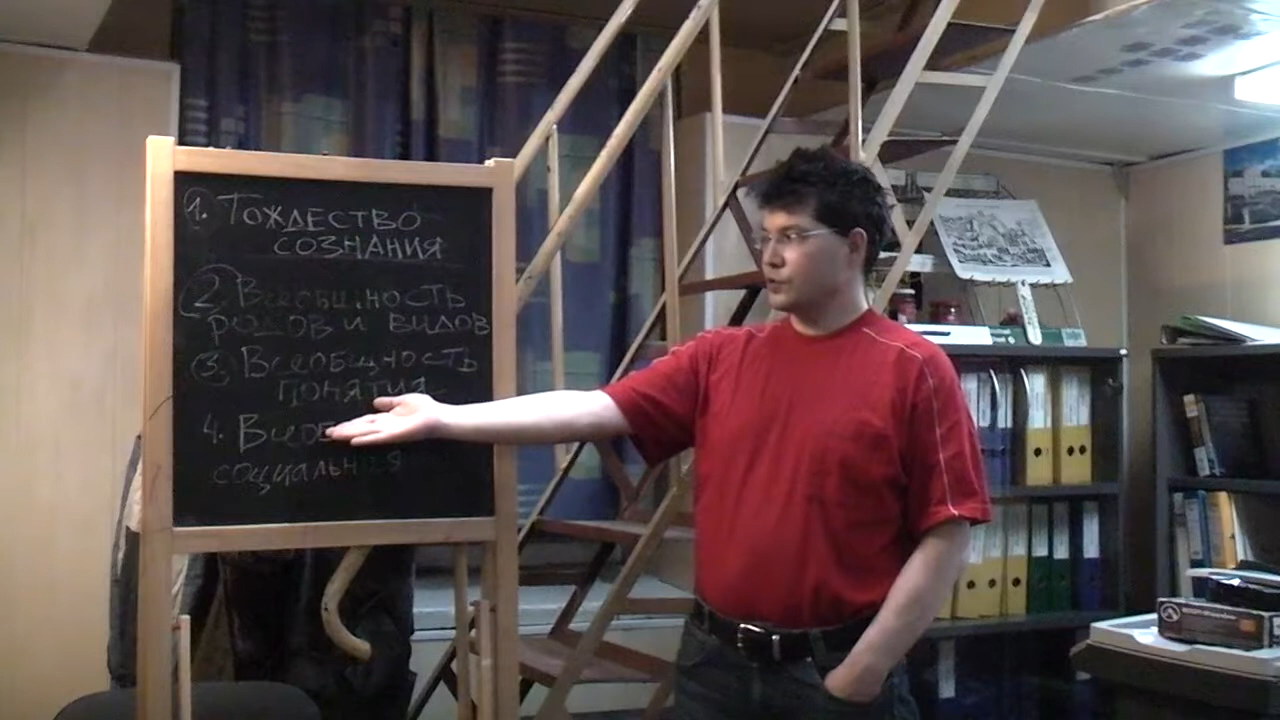 1. ТОЖДЕСТВО
СОЗНАНИЯ
2. ВСЕОБЩНОСТЬ
РОДОВ И ВИДОВ
3. ВСЕОБЩНОСТЬ
ПОНЯТИЯ
4.
социальная